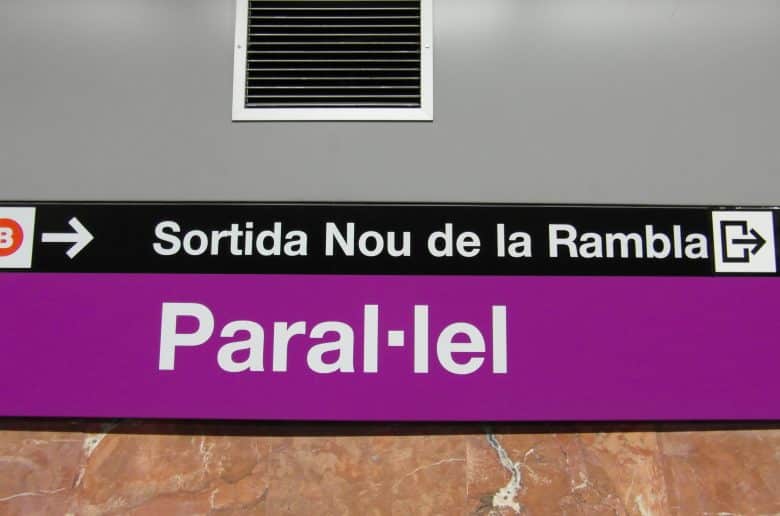 B Sortida Nou de la Rambla
Paral·lel